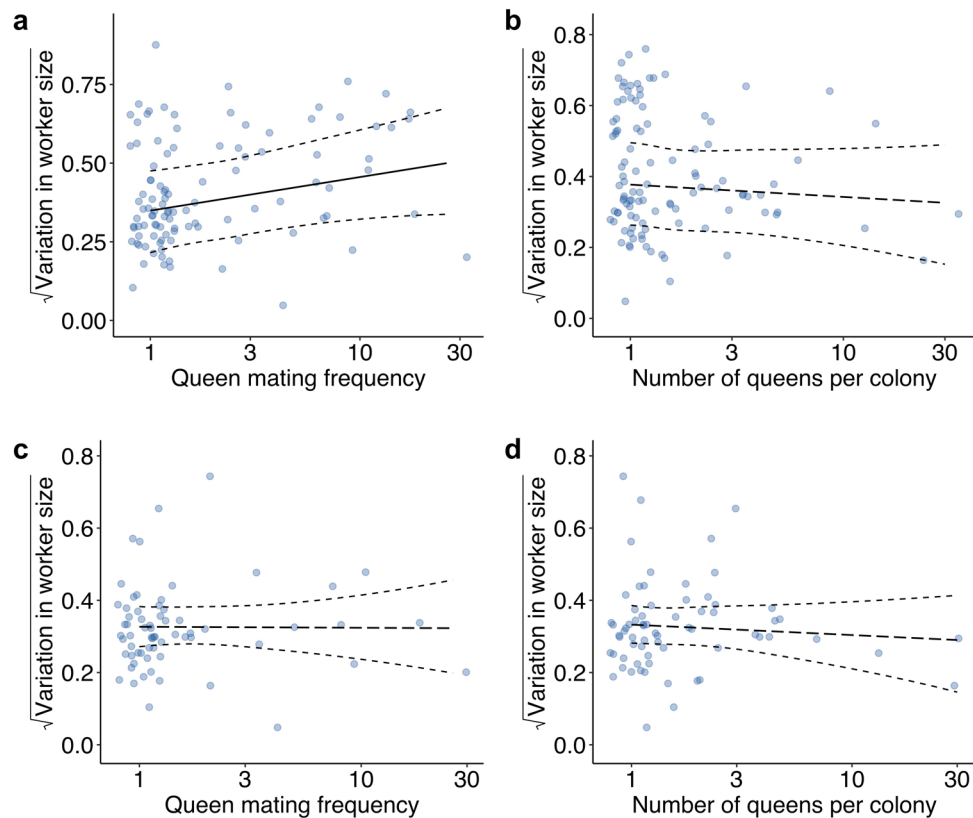 a
√Variation in worker size
0.75
0.50
0.25
0.00
1 3 10 30
Queen mating frequency
b
√Variation in worker size
0.8
0.6
0.4
0.2
0.0
1 3 10 30
Number of queens per colony
c
√Variation in worker size
0.8
0.6
0.4
0.2
0.0
1 3 10 30
Queen mating frequency
d
√Variation in worker size
0.8
0.6
0.4
0.2
0.0
1 3 10 30
Number of queens per colony